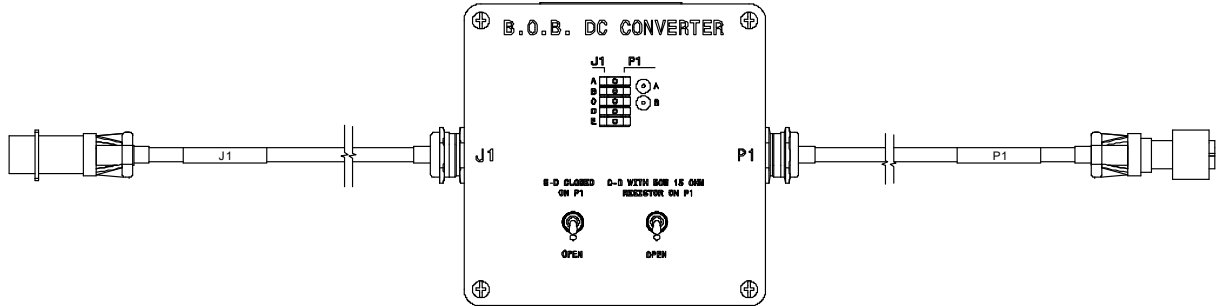 B.O.B. DC CONVERTER
J1 P1
A
B
C
D
E
A
B
J1
J1
P1
P1
E-D CLOSED
ON P1
C-D WITH 50W 15 OHM
RESISTOR ON P1
OPEN
OPEN